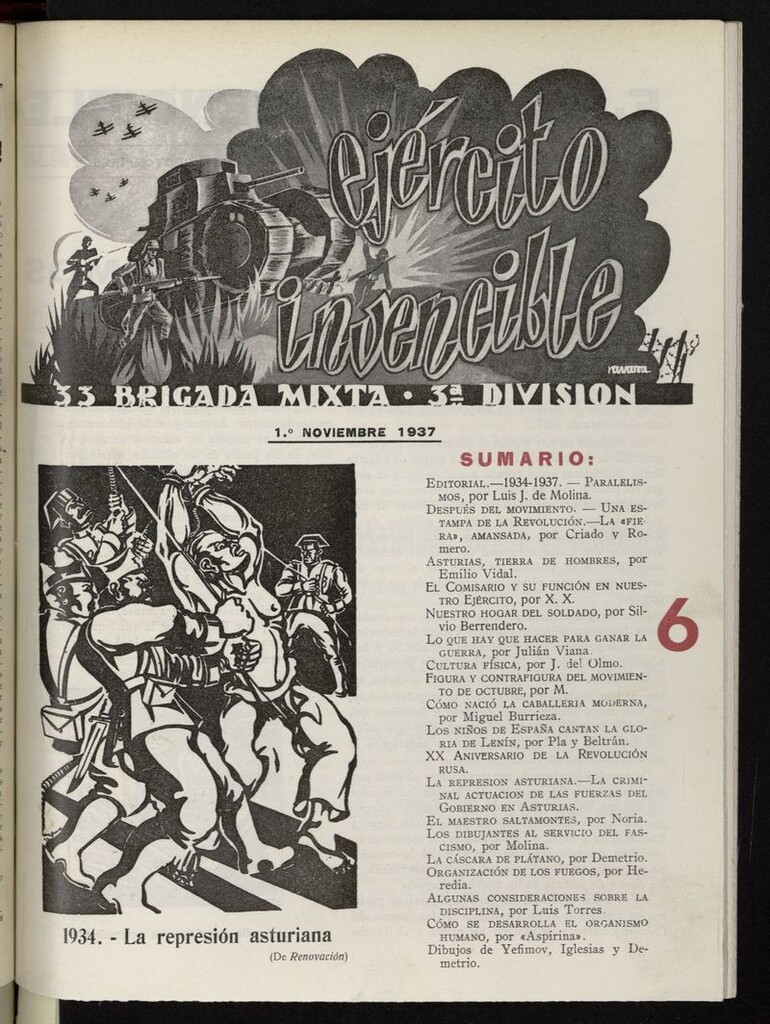 ejército
invencible
33 BRIGADA MIXTA · 3ª DIVISION
1.º NOVIEMBRE 1937
SUMARIO:
EDITORIAL.—1934-1937. — PARALELIS-
MOS, por Luis J. de Molina.
DESPUÉS DEL MOVIMIENTO. — UNA ES-
TAMPA DE LA REVOLUCIÓN.—LA «FIE-
RA», AMANSADA, por Criado y Ro-
mero.
ASTURIAS, TIERRA DE HOMBRES, por
Emilio Vidal.
EL COMISARIO Y SU FUNCIÓN EN NUES-
TRO EJÉRCITO, por X. X.
NUESTRO HOGAR DEL SOLDADO, por Sil-
vio Berrendero.
LO QUE HAY QUE HACER PARA GANAR LA
GUERRA, por Julián Viana.
CULTURA FÍSICA, por J. del Olmo.
FIGURA Y CONTRAFIGURA DEL MOVIMIEN-
TO DE OCTUBRE, por M.
CÓMO NACIÓ LA CABALLERIA MODERNA,
por Miguel Burrieza.
LOS NIÑOS DE ESPAÑA CANTAN LA GLO-
RIA DE LENÍN, por Pla y Beltrán.
XX ANIVERSARIO DE LA REVOLUCIÓN
RUSA.
LA REPRESION ASTURIANA.—LA CRIMI-
NAL ACTUACION DE LAS FUERZAS DEL
GOBIERNO EN ASTURIAS.
EL MAESTRO SALTAMONTES, por Noria.
LOS DIBUJANTES AL SERVICIO DEL FAS-
CISMO, por Molina.
LA CÁSCARA DE PLÁTANO, por Demetrio.
ORGANIZACIÓN DE LOS FUEGOS, por He-
redia.
ALGUNAS CONSIDERACIONES SOBRE LA
DISCIPLINA, por Luis Torres.
CÓMO SE DESARROLLA EL ORGANISMO
HUMANO, por «Aspirina».
Dibujos de Yefimov, Iglesias y De-
metrio.
6
1934. - La represión asturiana
(De Renovación)